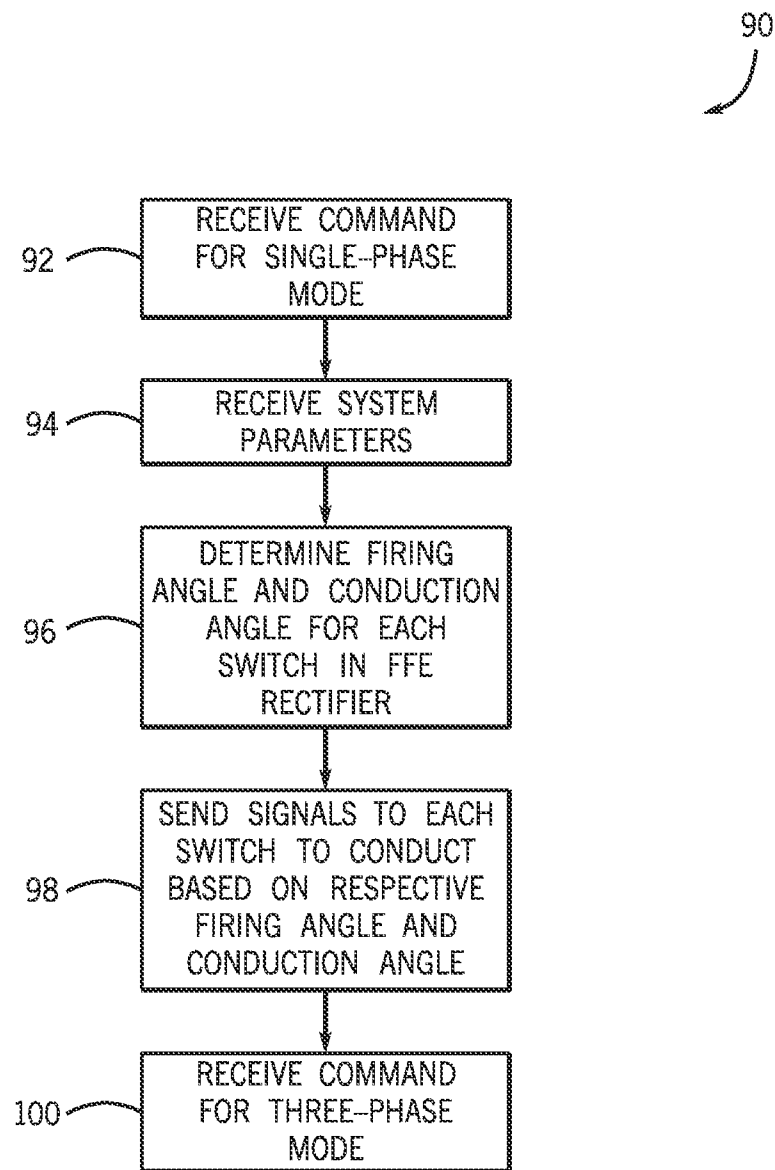 90
92
RECEIVE COMMAND
FOR SINGLE-PHASE
MODE
94
RECEIVE SYSTEM
PARAMETERS
96
DETERMINE FIRING
ANGLE AND CONDUCTION
ANGLE FOR EACH
SWITCH IN FFE
RECTIFIER
98
SEND SIGNALS TO EACH
SWITCH TO CONDUCT
BASED ON RESPECTIVE
FIRING ANGLE AND
CONDUCTION ANGLE
100
RECEIVE COMMAND
FOR THREE-PHASE
MODE